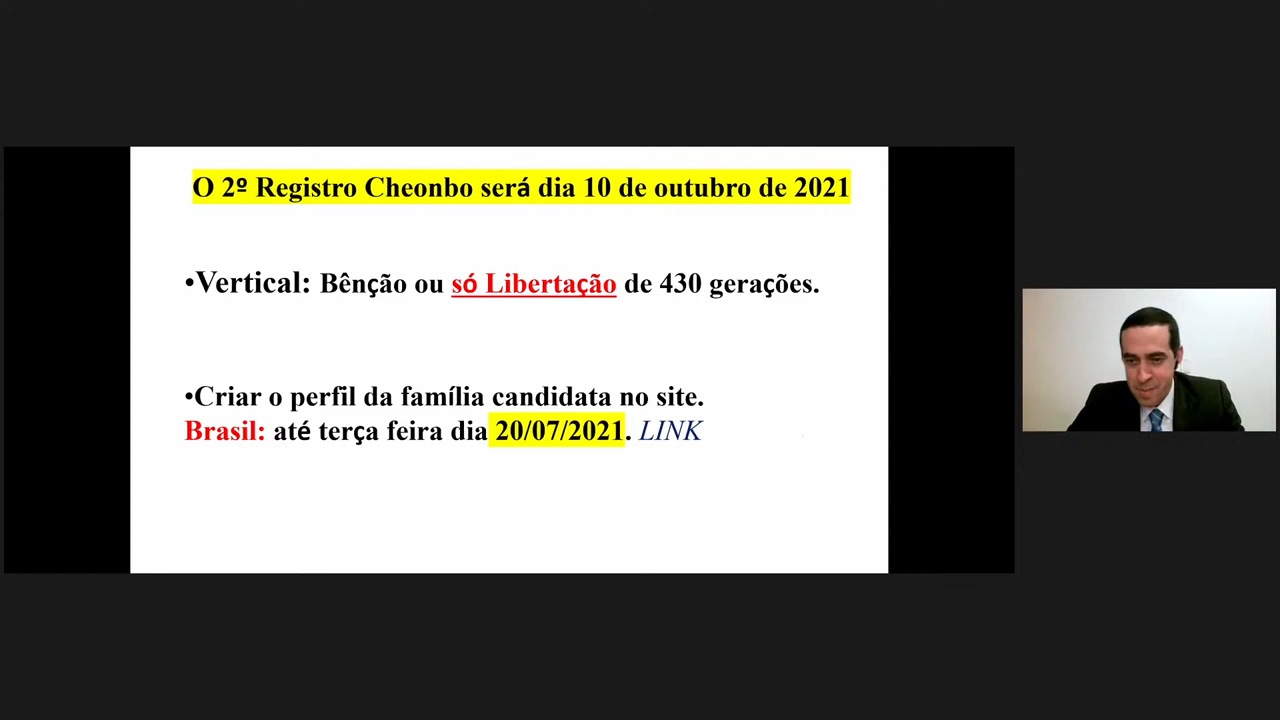 O 2º Registro Cheonbo será dia 10 de outubro de 2021
•Vertical: Bênção ou só Libertação de 430 gerações.
•Criar o perfil da família candidata no site.
Brasil: até terça feira dia 20/07/2021. LINK